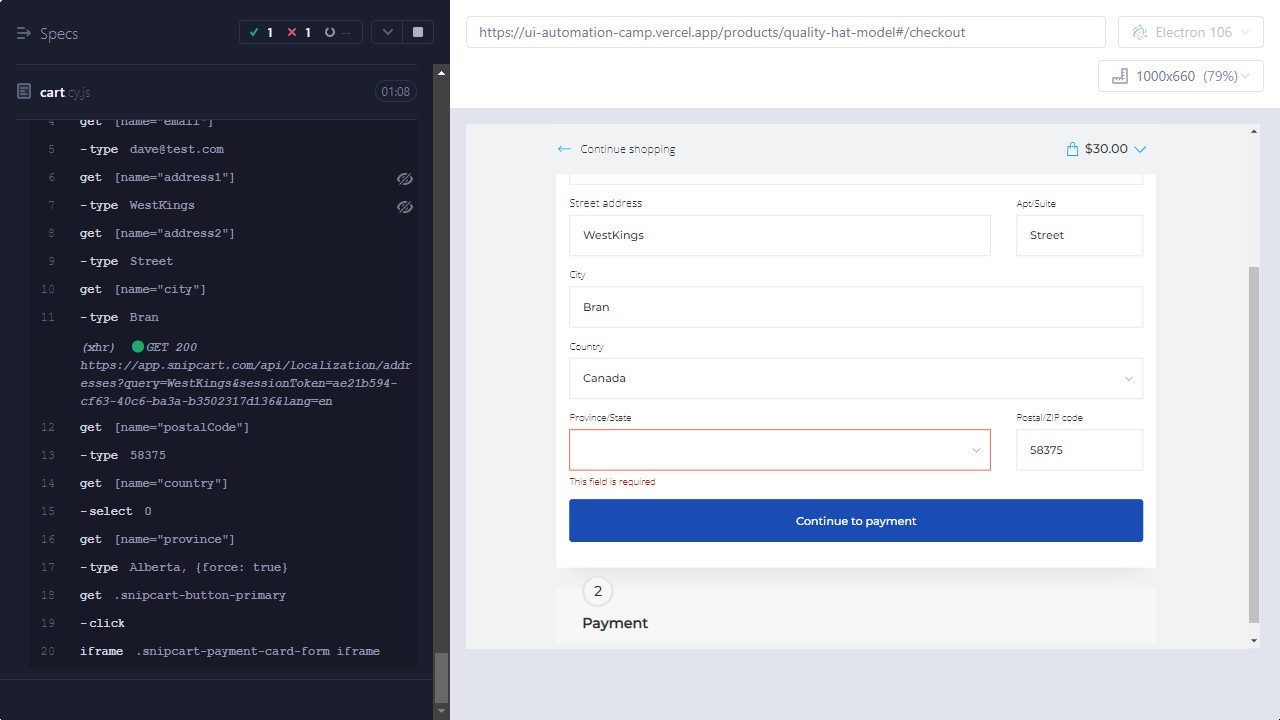 Specs
1 1 --
cart.cy.js 01:08
4 get [name="email"]
5 -type dave@test.com
6 get [name="address1"]
7 -type WestKings
8 get [name="address2"]
9 -type Street
10 get [name="city"]
11 -type Bran
(xhr) GET 200
https://app.snipcart.com/api/localization/addr
esses?query=WestKings&sessionToken=ae21b594-
cf63-40c6-ba3a-b3502317d136&lang=en
12 get [name="postalCode"]
13 -type 58375
14 get [name="country"]
15 -select 0
16 get [name="province"]
17 -type Alberta, {force: true}
18 get .snipcart-button-primary
19 -click
20 iframe .snipcart-payment-card-form iframe
https://ui-automation-camp.vercel.app/products/quality-hat-model#/checkout
Electron 106
1000x660 (79%)
Continue shopping
$30.00
Street address
Apt/Suite
WestKings
Street
City
Bran
Country
Canada
Province/State
Postal/ZIP code
58375
This field is required
Continue to payment
2
Payment